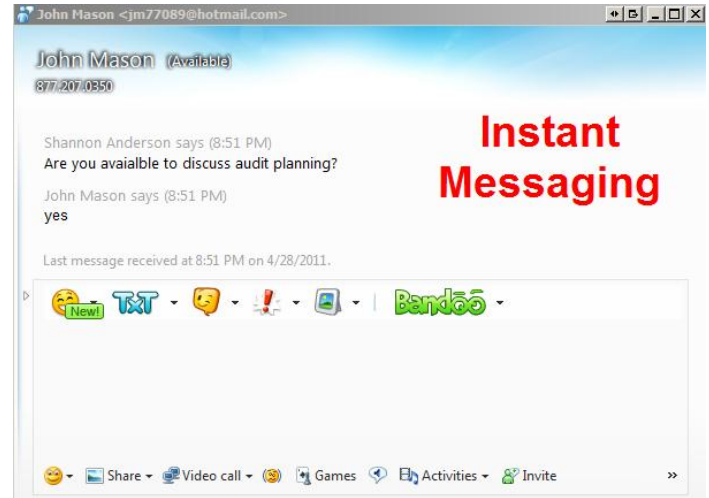 John Mason <jm77089@hotmail.com>
John Mason (Available)
877.207.0350
Instant
Messaging
Shannon Anderson says (8:51 PM)
Are you avaialble to discuss audit planning?
John Mason says (8:51 PM)
yes
Last message received at 8:51 PM on 4/28/2011.
New! TXT Bandōō
Share Video call Games Activities Invite »